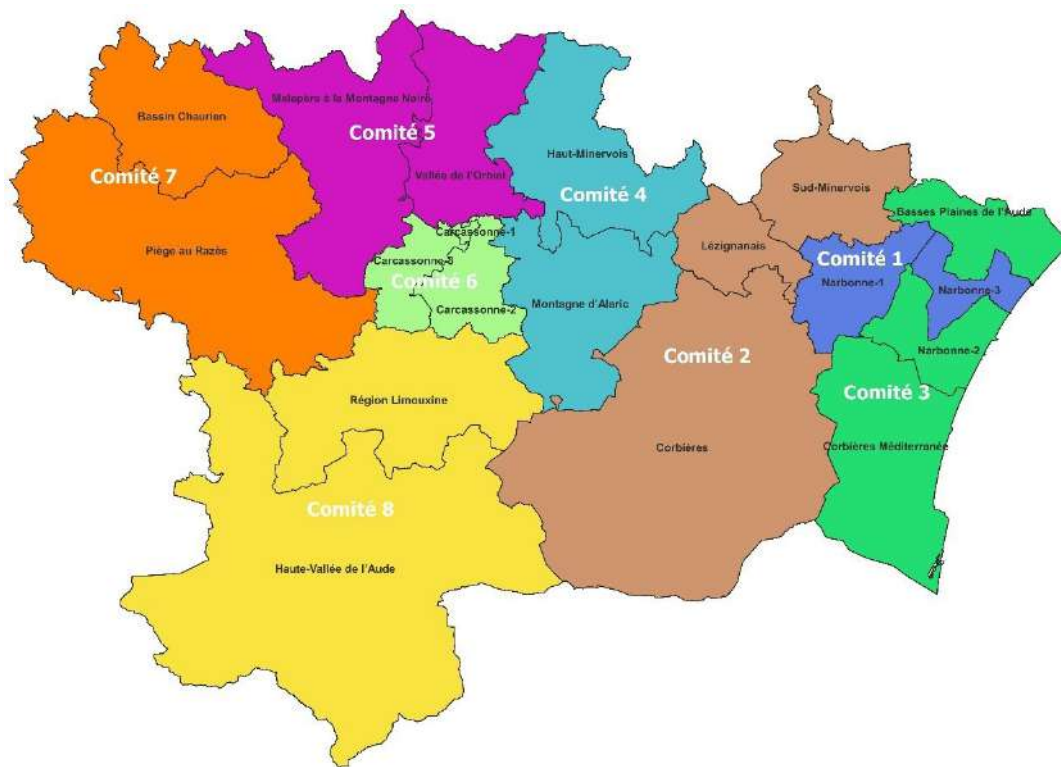 Malepère à la Montagne Noire
Bassin Chaurien
Comité 5
Haut-Minervois
Comité 7
Vallée de l'Orbiel
Comité 4
Sud-Minervois
Basses Plaines de l'Aude
Piège au Razès
Carcassonne-1
Lézignanais
Carcassonne-3
Comité 1
Comité 6
Narbonne-1
Narbonne-3
Carcassonne-2
Montagne d'Alaric
Comité 2
Narbonne-2
Région Limouxine
Comité 3
Corbières
Corbières Méditerranée
Comité 8
Haute-Vallée de l'Aude